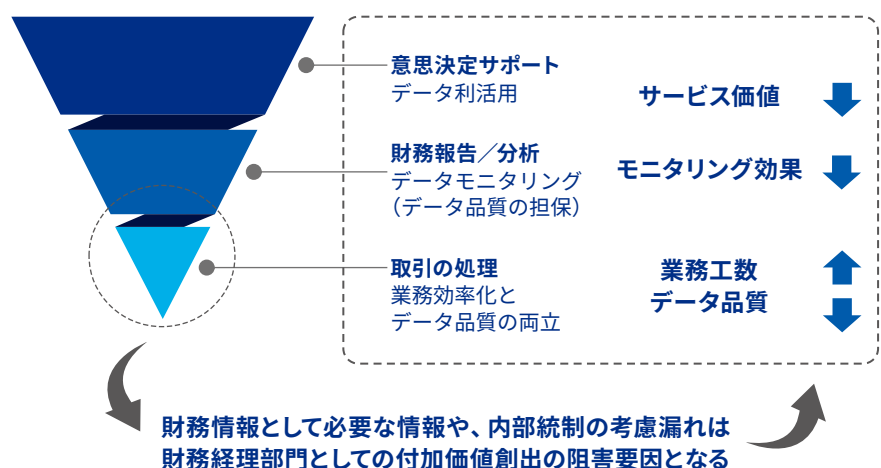 意思決定サポート
データ利活用
サービス価値
財務報告／分析
データモニタリング
（データ品質の担保）
モニタリング効果
取引の処理
業務効率化と
データ品質の両立
業務工数
データ品質
財務情報として必要な情報や、内部統制の考慮漏れは
財務経理部門としての付加価値創出の阻害要因となる